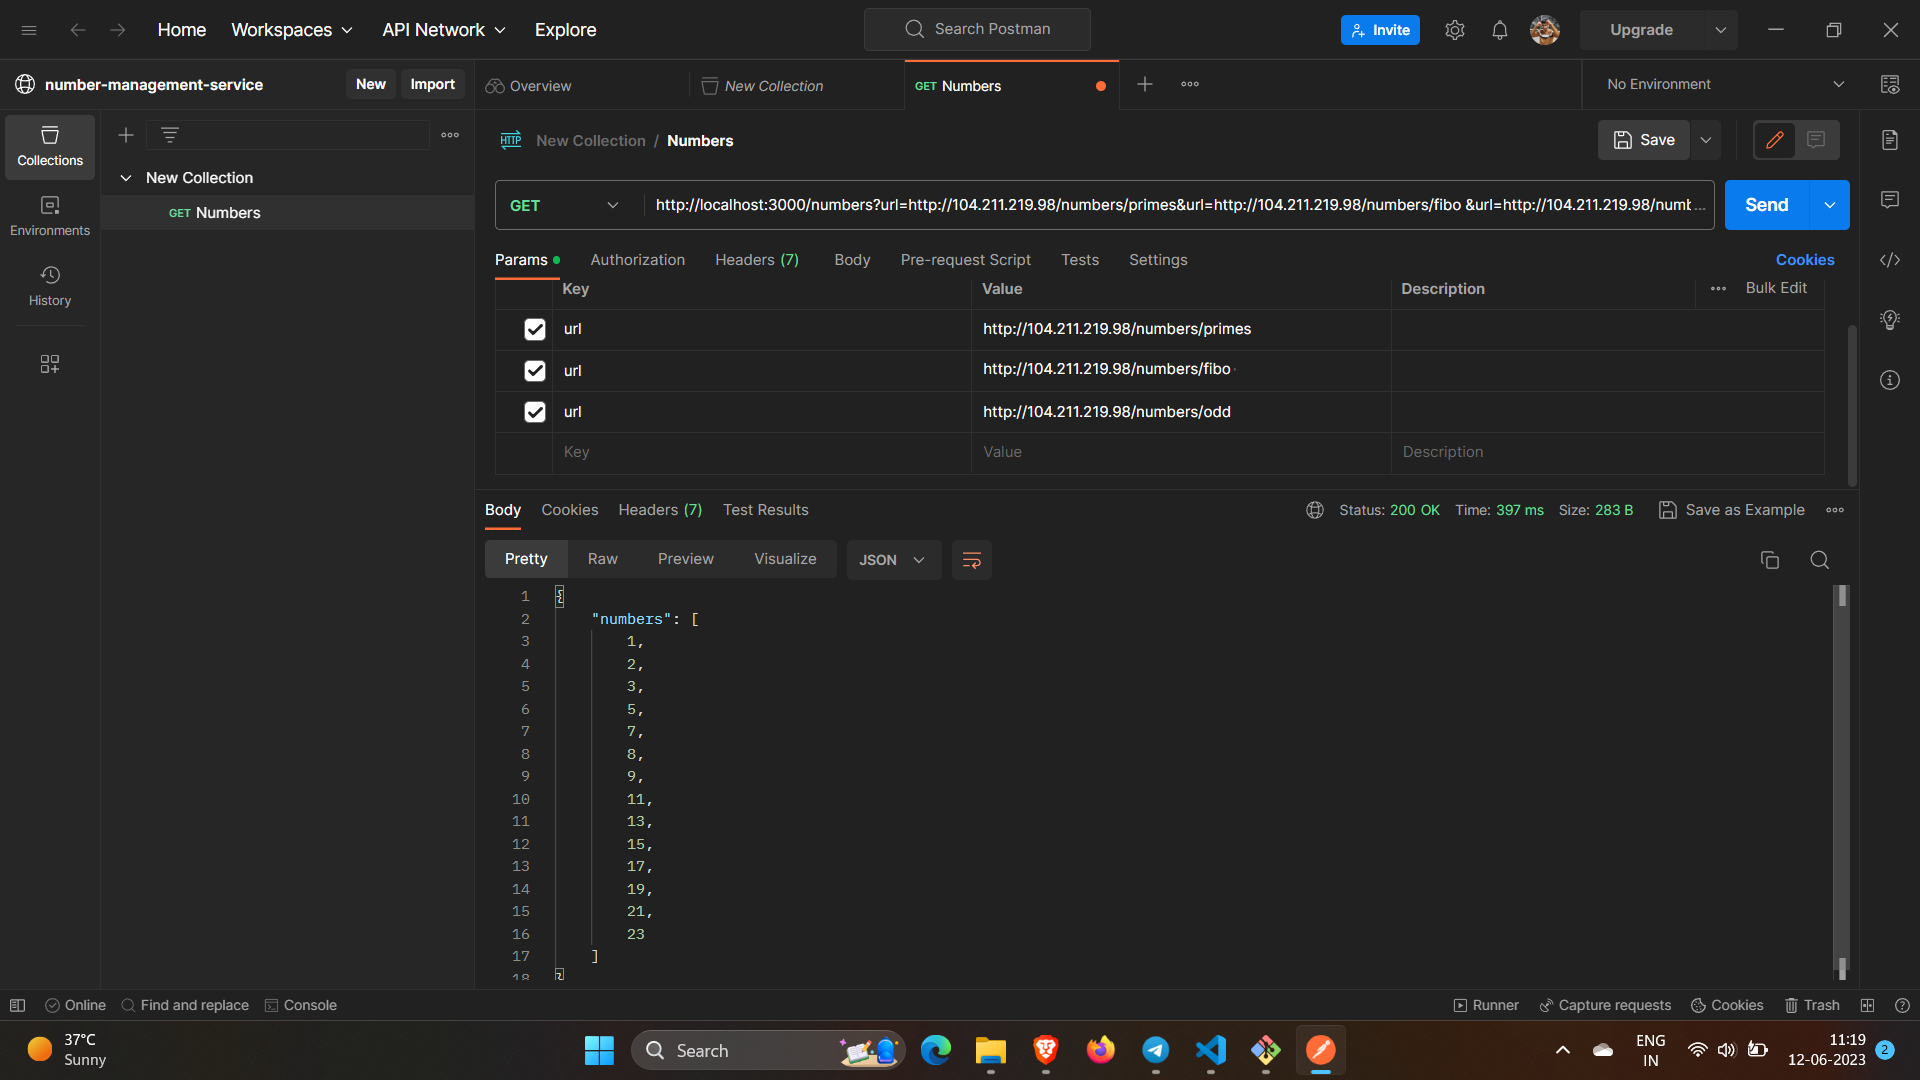 Home Workspaces API Network Explore Search Postman Invite Upgrade
number-management-service New Import Overview New Collection GET Numbers No Environment
Collections
Environments
History
New Collection
GET Numbers
HTTP New Collection / Numbers Save
GET http://localhost:3000/numbers?url=http://104.211.219.98/numbers/primes&url=http://104.211.219.98/numbers/fibo &url=http://104.211.219.98/numb... Send
Params Authorization Headers (7) Body Pre-request Script Tests Settings Cookies
Key Value Description Bulk Edit
url http://104.211.219.98/numbers/primes
url http://104.211.219.98/numbers/fibo
url http://104.211.219.98/numbers/odd
Key Value Description
Body Cookies Headers (7) Test Results Status: 200 OK Time: 397 ms Size: 283 B Save as Example
Pretty Raw Preview Visualize JSON
1 {
2 "numbers": [
3 1,
4 2,
5 3,
6 5,
7 7,
8 8,
9 9,
10 11,
11 13,
12 15,
13 17,
14 19,
15 21,
16 23
17 ]
18 }
Online Find and replace Console Runner Capture requests Cookies Trash
37°C
Sunny
Search
ENG
IN
11:19
12-06-2023
2